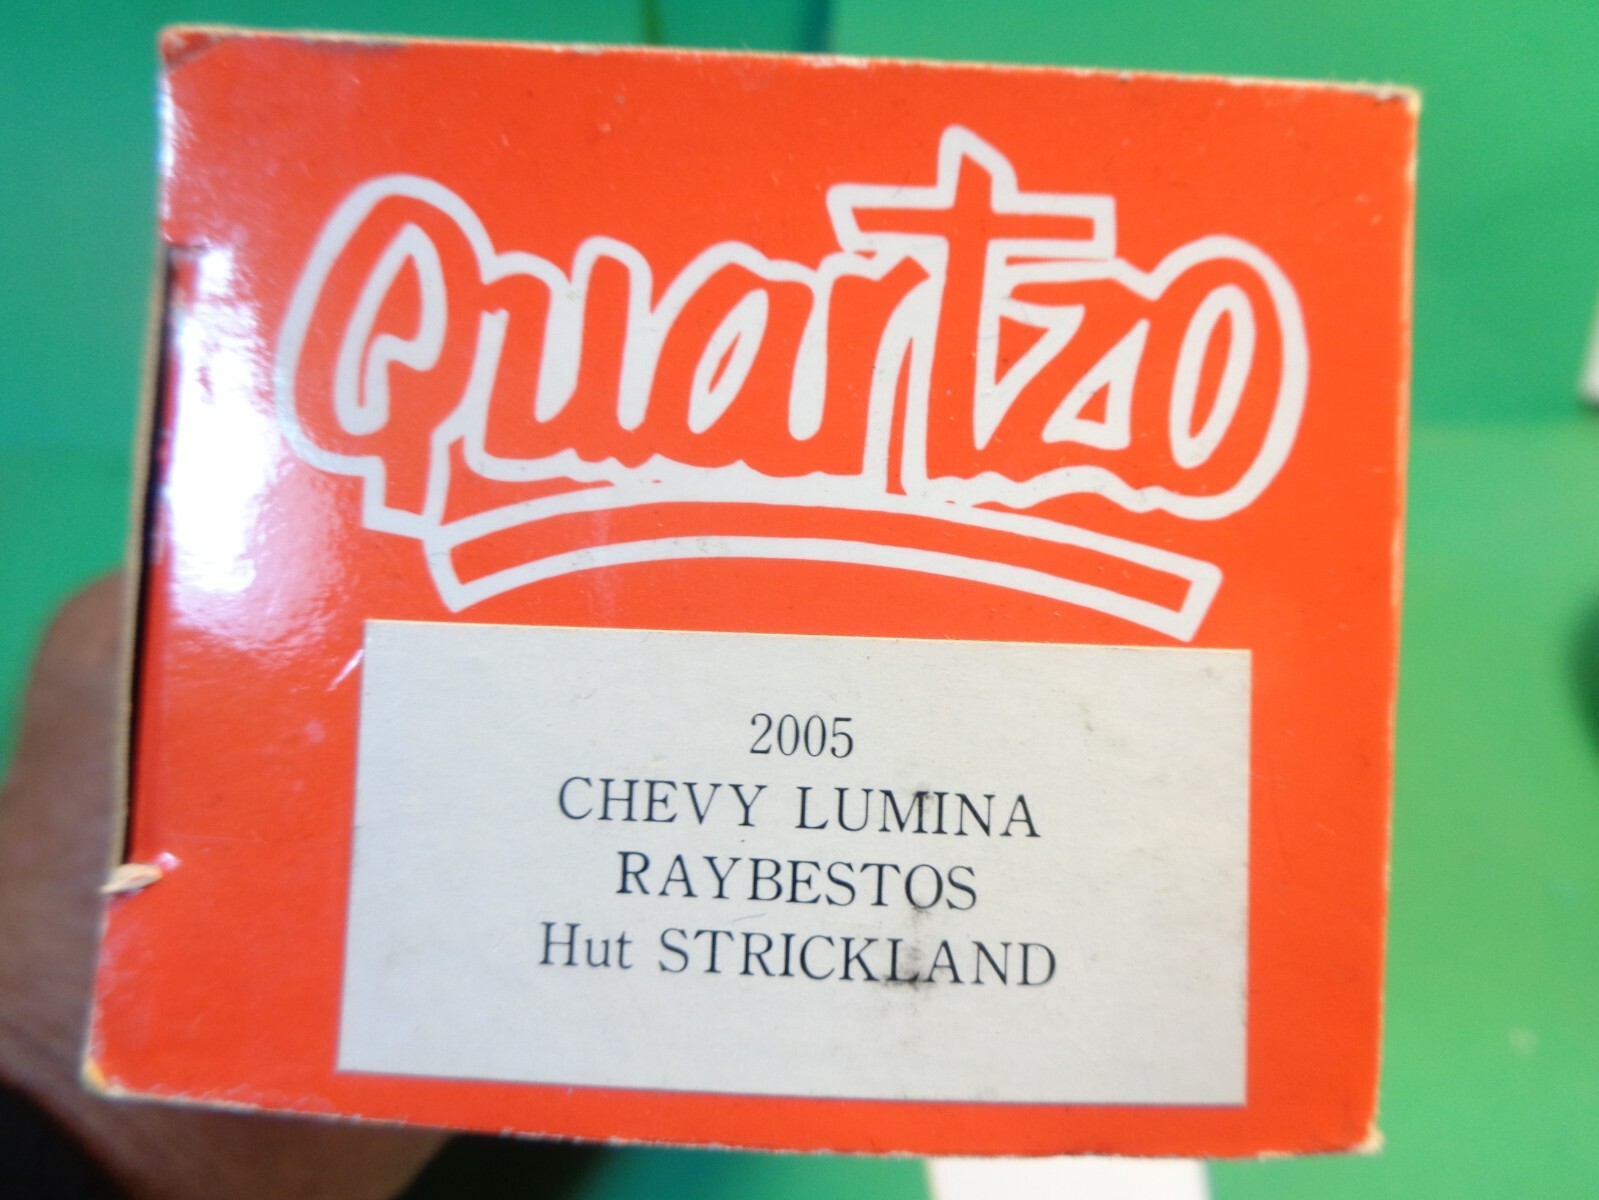 Quartzo
2005
CHEVY LUMINA
RAYBESTOS
Hut STRICKLAND